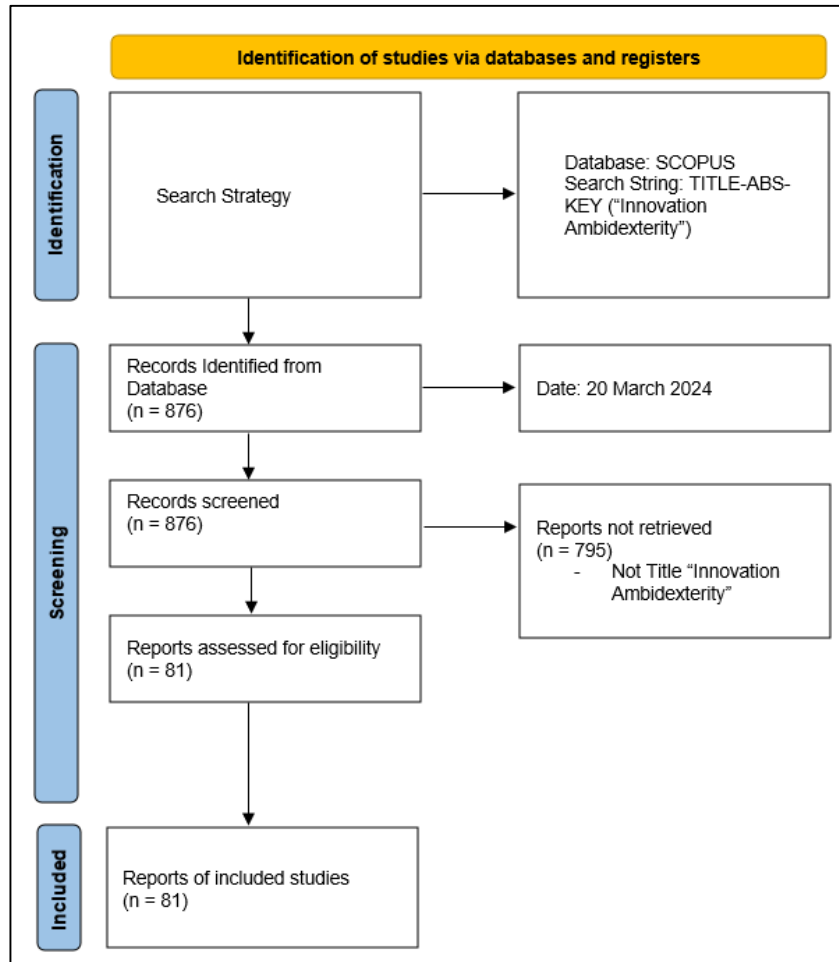 Identification of studies via databases and registers
Identification
Search Strategy
Database: SCOPUS
Search String: TITLE-ABS-
KEY (“Innovation
Ambidexterity”)
Screening
Records Identified from
Database
(n = 876)
Date: 20 March 2024
Records screened
(n = 876)
Reports not retrieved
(n = 795)
- Not Title “Innovation
Ambidexterity”
Reports assessed for eligibility
(n = 81)
Included
Reports of included studies
(n = 81)